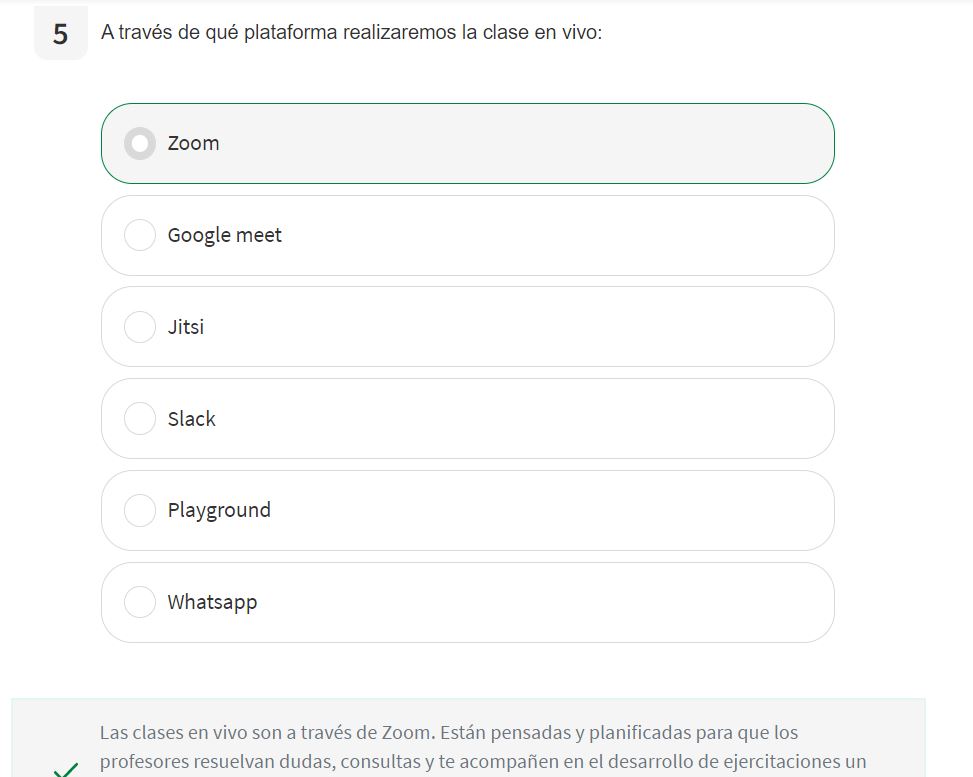 5 A través de qué plataforma realizaremos la clase en vivo:
Zoom
Google meet
Jitsi
Slack
Playground
Whatsapp
Las clases en vivo son a través de Zoom. Están pensadas y planificadas para que los
profesores resuelvan dudas, consultas y te acompañen en el desarrollo de ejercitaciones un